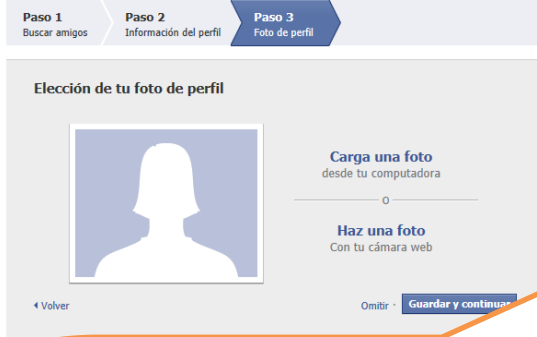 Paso 1
Buscar amigos
Paso 2
Información del perfil
Paso 3
Foto de perfil
Elección de tu foto de perfil
Carga una foto
desde tu computadora
o
Haz una foto
Con tu cámara web
Volver
Omitir · Guardar y continuar